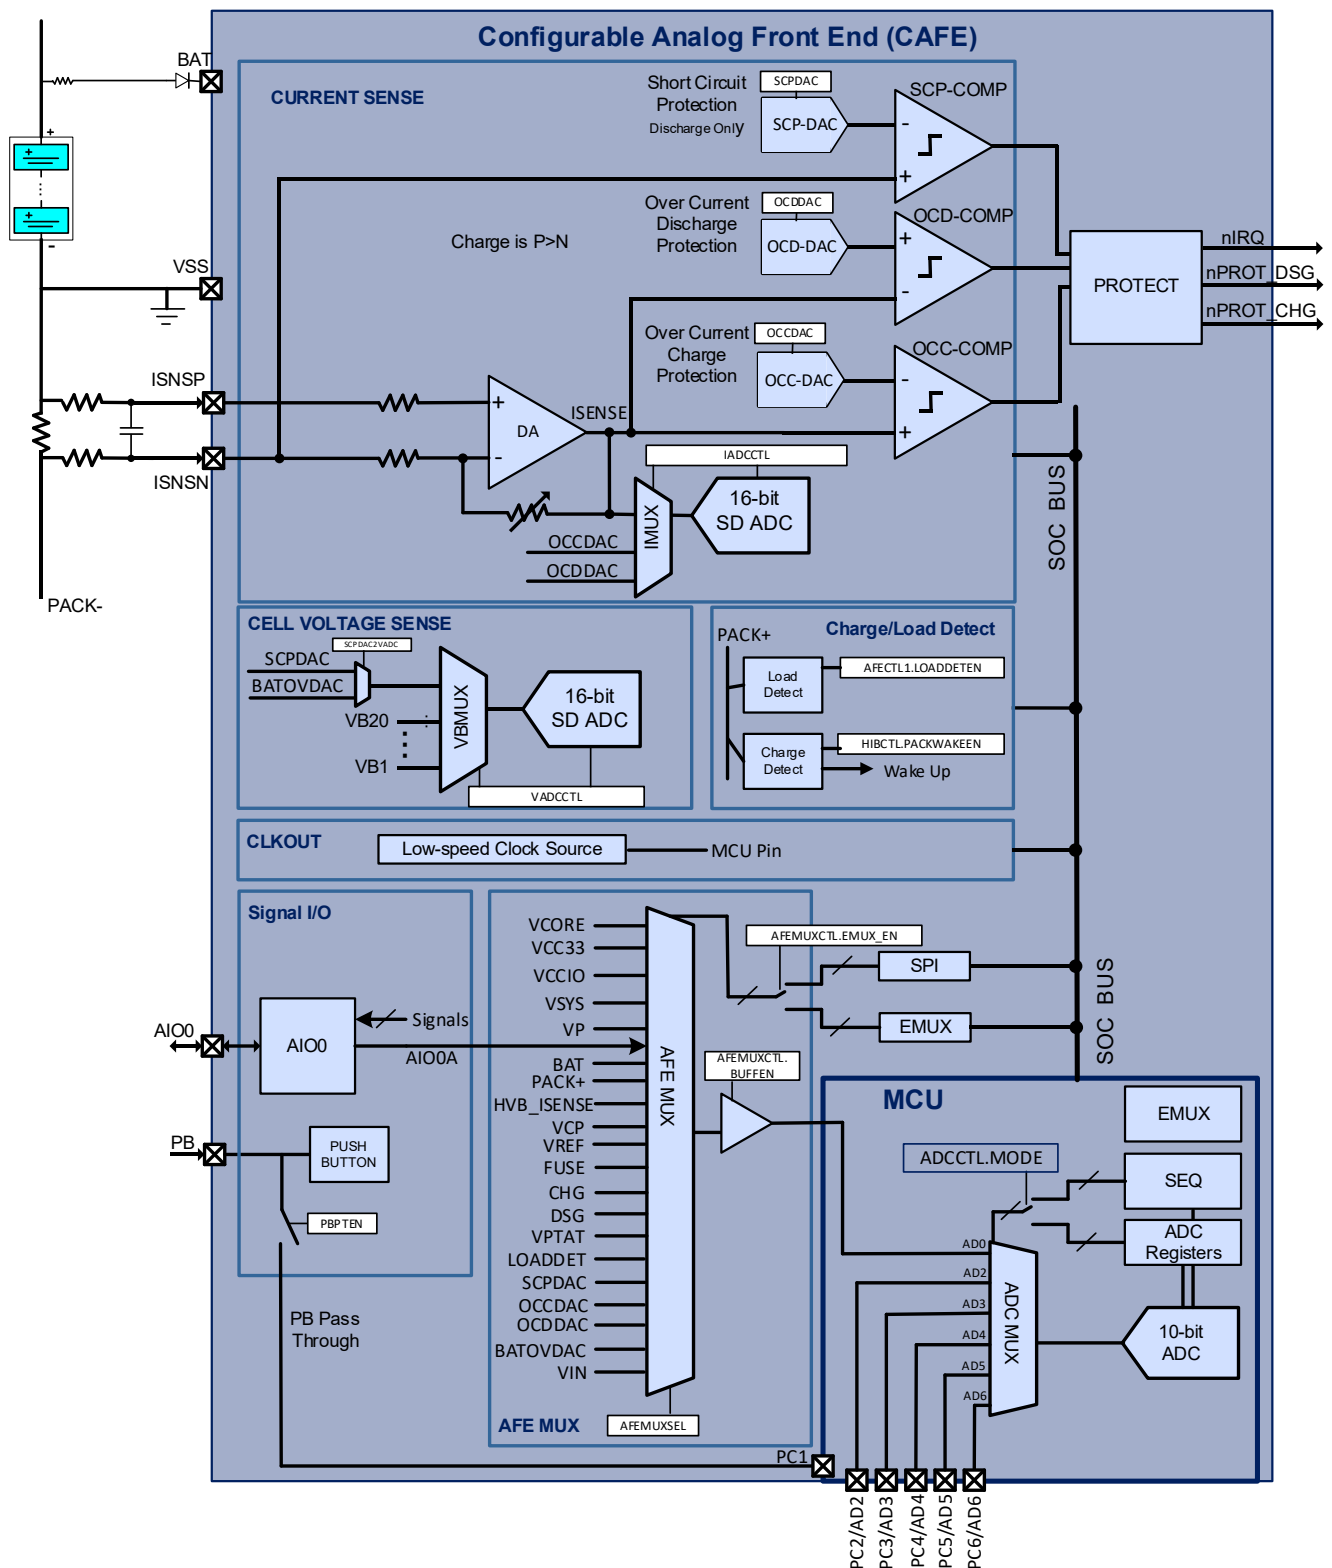 Configurable Analog Front End (CAFE)
BAT
CURRENT SENSE
Short Circuit
Protection
Discharge Only
SCPDAC
SCP-DAC
SCP-COMP
-
+
+
+
+
-
Over Current
Discharge
Protection
OCDDAC
OCD-DAC
OCD-COMP
+
-
Charge is P>N
VSS
PROTECT
nIRQ
nPROT_DSG
nPROT_CHG
Over Current
Charge
Protection
OCCDAC
OCC-DAC
OCC-COMP
-
+
ISNSP
ISNSN
+
-
DA
ISENSE
IADCCTL
IMUX
16-bit
SD ADC
OCCDAC
OCDDAC
SOC BUS
PACK-
CELL VOLTAGE SENSE
SCPDAC2VADC
SCPDAC
BATOVDAC
VB20
VB1
VBMUX
16-bit
SD ADC
VADCCTL
Charge/Load Detect
PACK+
Load
Detect
AFECTL1.LOADDETEN
Charge
Detect
HIBCTL.PACKWAKEEN
Wake Up
CLKOUT
Low-speed Clock Source
MCU Pin
Signal I/O
AIO0
AIO0
Signals
AIO0A
PB
PUSH
BUTTON
PBPTEN
PB Pass
Through
VCORE
VCC33
VCCIO
VSYS
VP
BAT
PACK+
HVB_ISENSE
VCP
VREF
FUSE
CHG
DSG
VPTAT
LOADDET
SCPDAC
OCCDAC
OCDDAC
BATOVDAC
VIN
AFE MUX
AFE MUX
AFEMUXSEL
AFEMUXCTL.EMUX_EN
SPI
EMUX
SOC BUS
AFEMUXCTL.
BUFFEN
MCU
EMUX
ADCCTL.MODE
SEQ
ADC
Registers
AD0
AD2
AD3
AD4
AD5
AD6
ADC MUX
10-bit
ADC
PC1
PC2/AD2
PC3/AD3
PC4/AD4
PC5/AD5
PC6/AD6